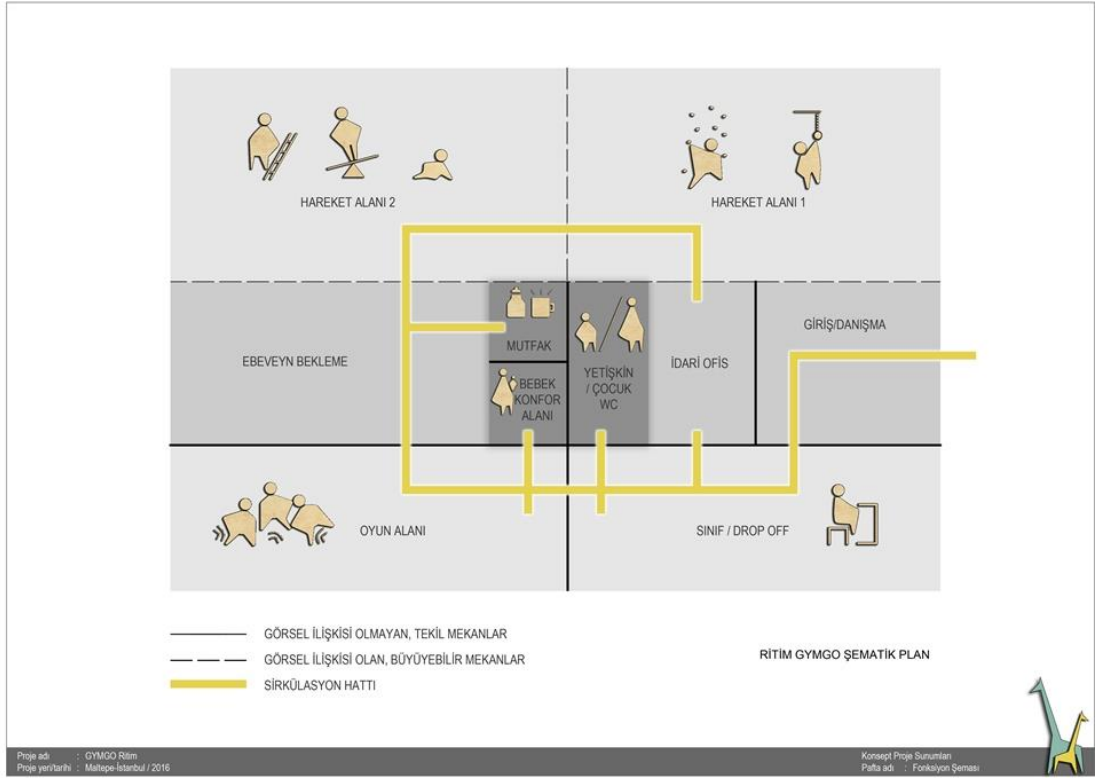 HAREKET ALANI 2
HAREKET ALANI 1
EBEVEYN BEKLEME
MUTFAK
BEBEK
KONFOR
ALANI
YETİŞKİN
/ ÇOCUK
WC
İDARİ OFİS
GİRİŞ/DANIŞMA
OYUN ALANI
SINIF / DROP OFF
GÖRSEL İLİŞKİSİ OLMAYAN, TEKİL MEKANLAR
GÖRSEL İLİŞKİSİ OLAN, BÜYÜYEBİLİR MEKANLAR
SİRKÜLASYON HATTI
RİTİM GYMGO ŞEMATİK PLAN
Proje adı : GYMGO Ritim
Proje yeri/tarihi : Maltepe-İstanbul / 2016
Konsept Proje Sunumları
Pafta adı : Fonksiyon Şeması